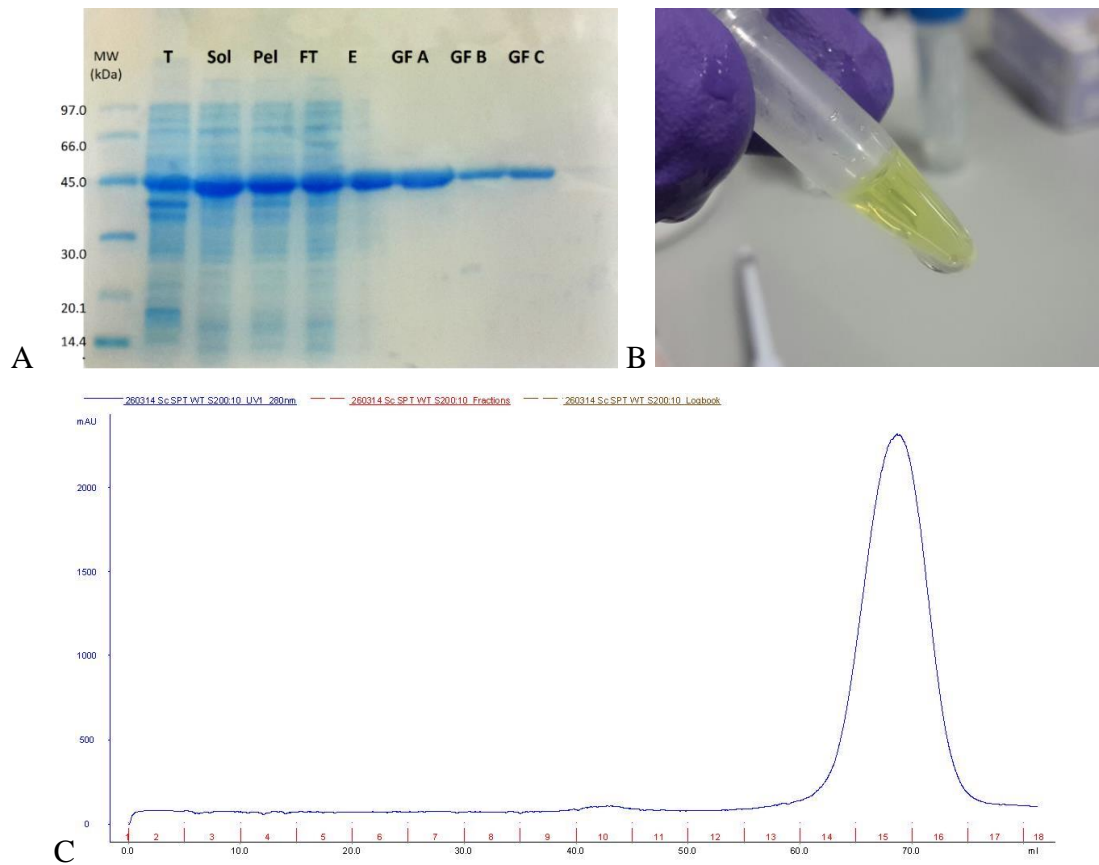 MW
(kDa)
T Sol Pel FT E GF A GF B GF C
97.0
66.0
45.0
30.0
20.1
14.4
A
B
260314 Sc SPT WT S200:10_UV1_280nm 260314 Sc SPT WT S200:10_Fractions 260314 Sc SPT WT S200:10_Logbook
mAU
2000
1500
1000
500
0
1 2 3 4 5 6 7 8 9 10 11 12 13 14 15 16 17 18
0.0 10.0 20.0 30.0 40.0 50.0 60.0 70.0 ml
C